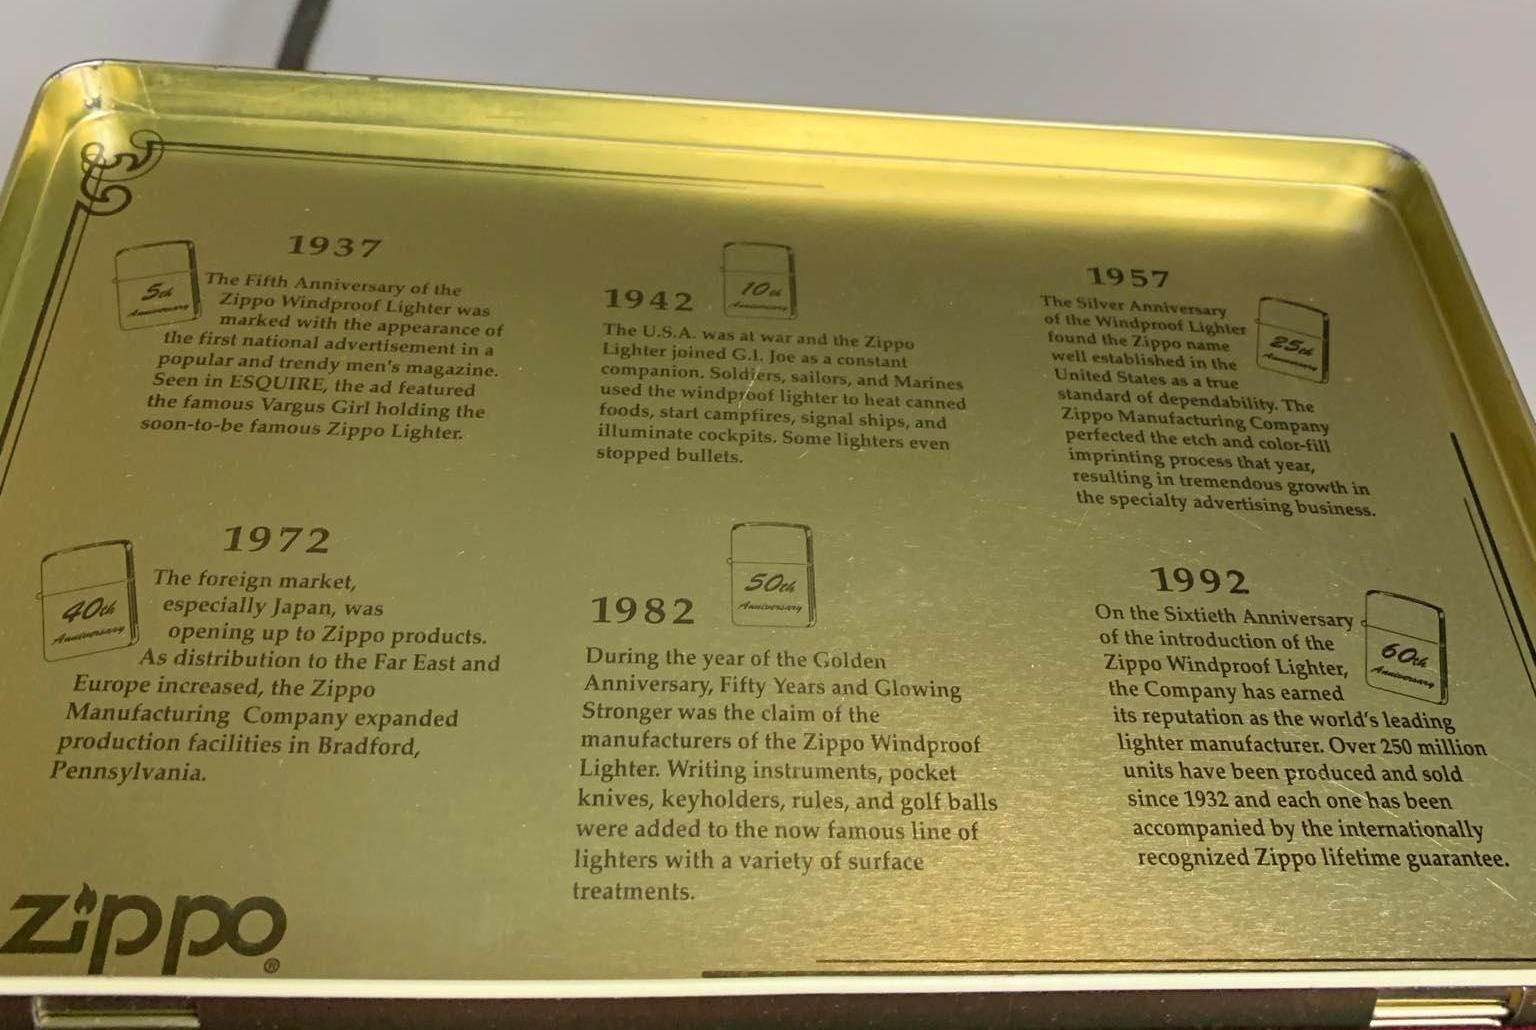 1937
5th
Anniversary
The Fifth Anniversary of the
Zippo Windproof Lighter was
marked with the appearance of
the first national advertisement in a
popular and trendy men's magazine.
Seen in ESQUIRE, the ad featured
the famous Vargus Girl holding the
soon-to-be famous Zippo Lighter.
1942
10th
Anniversary
The U.S.A. was at war and the Zippo
Lighter joined G.I. Joe as a constant
companion. Soldiers, sailors, and Marines
used the windproof lighter to heat canned
foods, start campfires, signal ships, and
illuminate cockpits. Some lighters even
stopped bullets.
1957
25th
Anniversary
The Silver Anniversary
of the Windproof Lighter
found the Zippo name
well established in the
United States as a true
standard of dependability. The
Zippo Manufacturing Company
perfected the etch and color-fill
imprinting process that year,
resulting in tremendous growth in
the specialty advertising business.
1972
40th
Anniversary
The foreign market,
especially Japan, was
opening up to Zippo products.
As distribution to the Far East and
Europe increased, the Zippo
Manufacturing Company expanded
production facilities in Bradford,
Pennsylvania.
1982
50th
Anniversary
During the year of the Golden
Anniversary, Fifty Years and Glowing
Stronger was the claim of the
manufacturers of the Zippo Windproof
Lighter. Writing instruments, pocket
knives, keyholders, rules, and golf balls
were added to the now famous line of
lighters with a variety of surface
treatments.
1992
60th
Anniversary
On the Sixtieth Anniversary
of the introduction of the
Zippo Windproof Lighter,
the Company has earned
its reputation as the world's leading
lighter manufacturer. Over 250 million
units have been produced and sold
since 1932 and each one has been
accompanied by the internationally
recognized Zippo lifetime guarantee.
zippo®